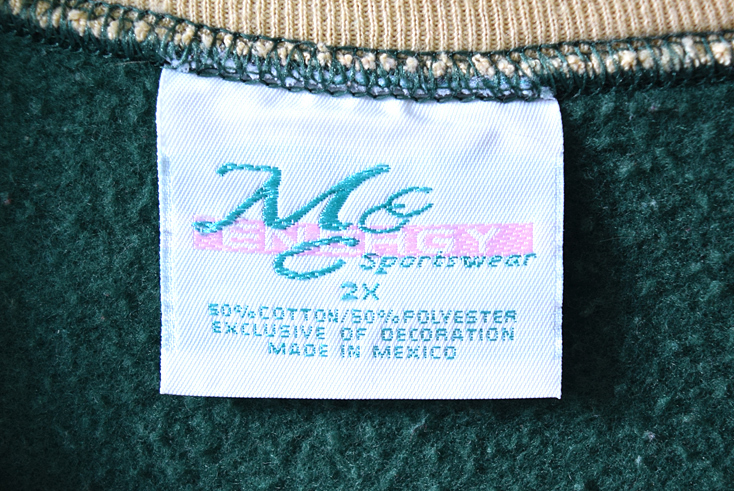 M&C
ENERGY
Sportswear
2X
50%COTTON/50%POLYESTER
EXCLUSIVE OF DECORATION
MADE IN MEXICO